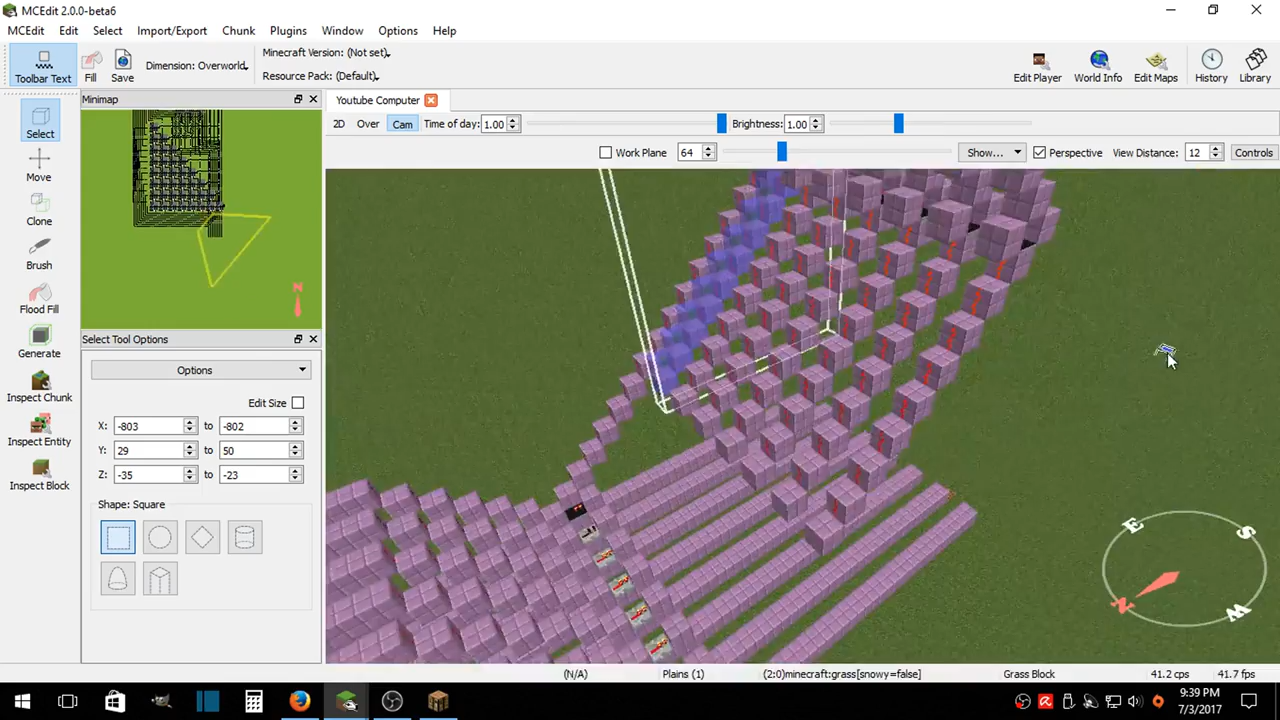 MCEdit 2.0.0-beta6
MCEdit Edit Select Import/Export Chunk Plugins Window Options Help
Toolbar Text
Fill
Save
Dimension: Overworld
Minecraft Version: (Not set)
Resource Pack: (Default)
Edit Player
World Info
Edit Maps
History
Library
Select
Move
Clone
Brush
Flood Fill
Generate
Inspect Chunk
Inspect Entity
Inspect Block
Minimap
N
Select Tool Options
Options
Edit Size
X: -803 to -802
Y: 29 to 50
Z: -35 to -23
Shape: Square
Youtube Computer
2D Over Cam Time of day: 1.00 Brightness: 1.00
Work Plane 64 Show... Perspective View Distance: 12 Controls
E S
N W
(N/A) Plains (1) (2:0)minecraft:grass[snowy=false] Grass Block 41.2 cps 41.7 fps
9:39 PM
7/3/2017